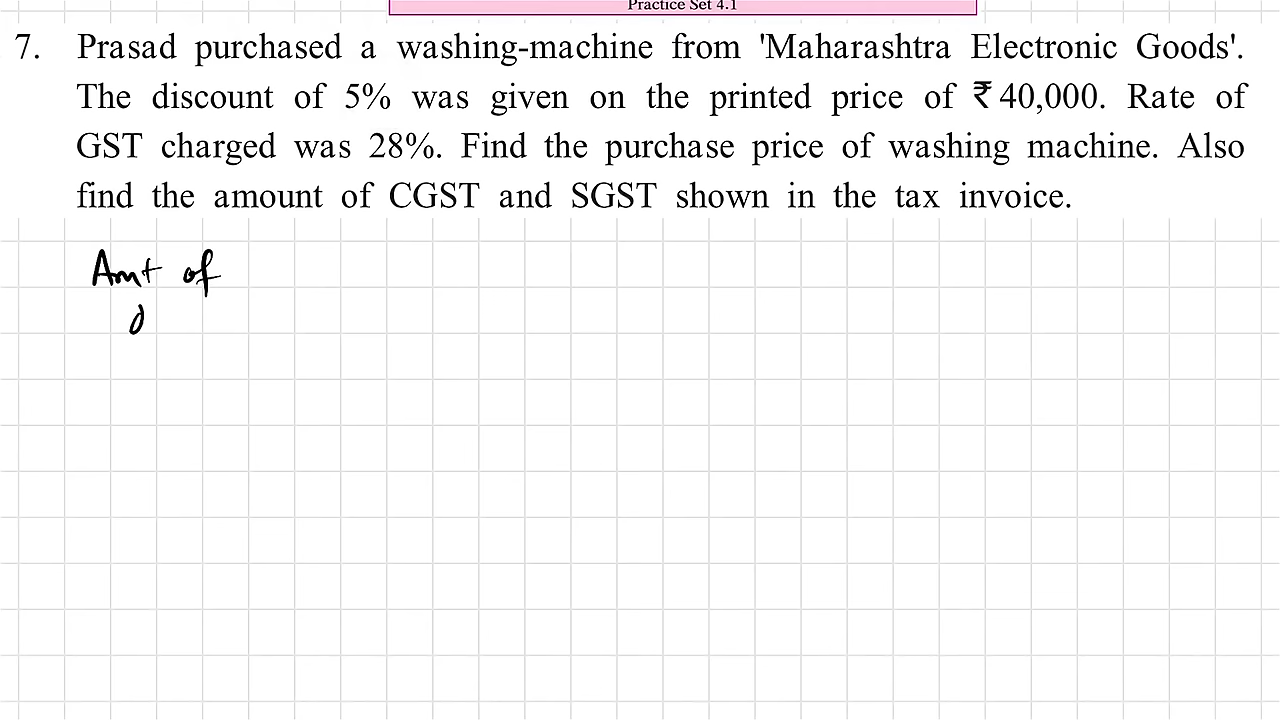 Practice Set 4.1
7. Prasad purchased a washing-machine from 'Maharashtra Electronic Goods'.
The discount of 5% was given on the printed price of ₹ 40,000. Rate of
GST charged was 28%. Find the purchase price of washing machine. Also
find the amount of CGST and SGST shown in the tax invoice.
Amt of
d